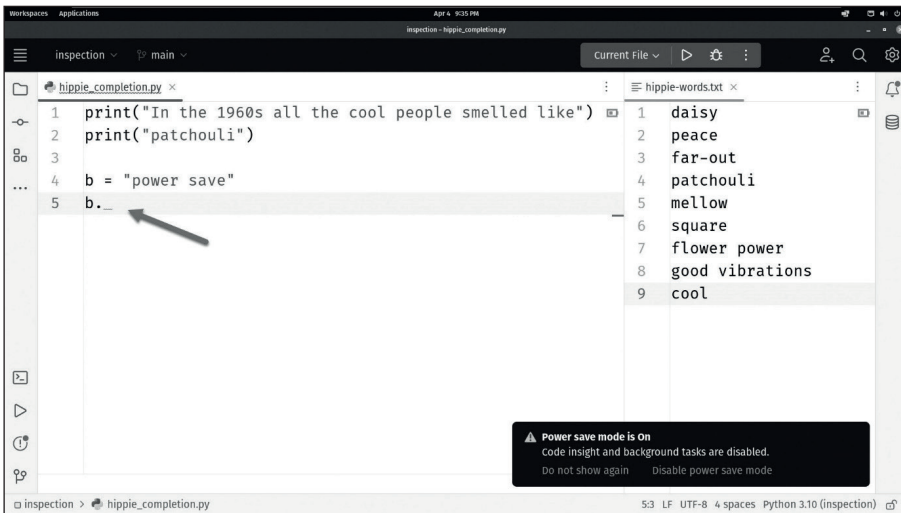 Workspaces Applications
Apr 4 9:35 PM
inspection – hippie_completion.py
inspection
main
Current File
hippie_completion.py
hippie-words.txt
1 print("In the 1960s all the cool people smelled like")
2 print("patchouli")
3
4 b = "power save"
5 b._
1 daisy
2 peace
3 far-out
4 patchouli
5 mellow
6 square
7 flower power
8 good vibrations
9 cool
Power save mode is On
Code insight and background tasks are disabled.
Do not show again Disable power save mode
inspection > hippie_completion.py
5:3 LF UTF-8 4 spaces Python 3.10 (inspection)